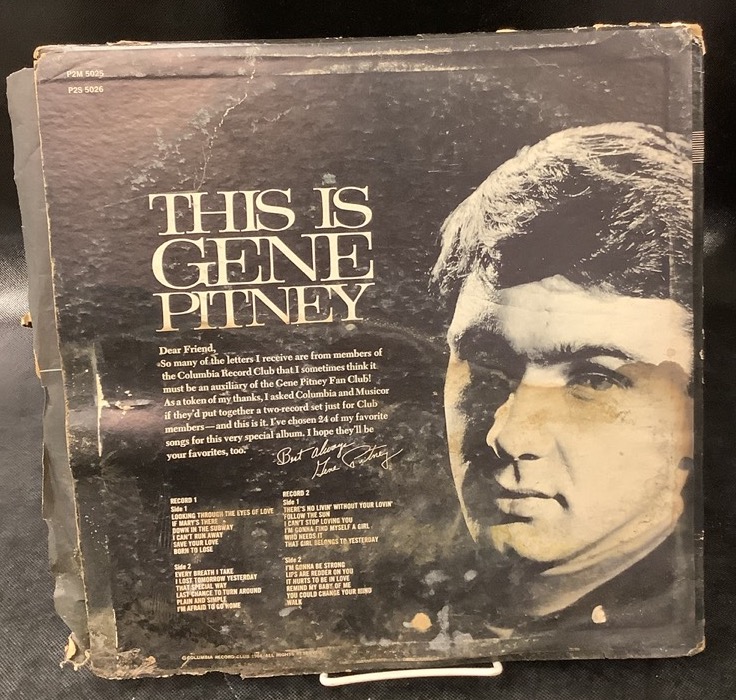 P2M 5025
P2S 5026
THIS IS
GENE
PITNEY
Dear Friend,
So many of the letters I receive are from members of
the Columbia Record Club that I sometimes think it
must be an auxiliary of the Gene Pitney Fan Club!
As a token of my thanks, I asked Columbia and Musicor
if they'd put together a two-record set just for Club
members—and this is it. I've chosen 24 of my favorite
songs for this very special album. I hope they'll be
your favorites, too.
Best always
Gene Pitney
RECORD 1
Side 1
LOOKING THROUGH THE EYES OF LOVE
IF MARY'S THERE
DOWN IN THE SUBWAY
I CAN'T RUN AWAY
SAVE YOUR LOVE
BORN TO LOSE
Side 2
EVERY BREATH I TAKE
I LOST TOMORROW YESTERDAY
THAT SPECIAL WAY
LAST CHANCE TO TURN AROUND
PLAIN AND SIMPLE
I'M AFRAID TO GO HOME
RECORD 2
Side 1
THERE'S NO LIVIN' WITHOUT YOUR LOVIN'
FOLLOW THE SUN
I CAN'T STOP LOVING YOU
I'M GONNA FIND MYSELF A GIRL
WHO NEEDS IT
THAT GIRL BELONGS TO YESTERDAY
Side 2
I'M GONNA BE STRONG
LIPS ARE REDDER ON YOU
IT HURTS TO BE IN LOVE
REMIND MY BABY OF ME
YOU COULD CHANGE YOUR MIND
WALK
© COLUMBIA RECORD CLUB ALL RIGHTS